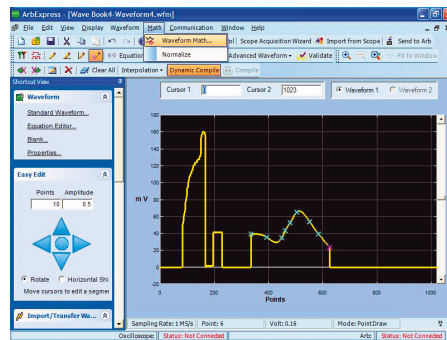 ArbExpress - [Wave Book4-Waveform4.wfm]
File Edit View Display Waveform Math Communication Window Help
Waveform Math...
Normalize
Scope Acquisition Wizard Import from Scope Send to Arb
Equation
Advanced Waveform Validate Fit to Window
Clear All Interpolation Dynamic Compile Compile
Shortcut View
Waveform
Standard Waveform...
Equation Editor...
Blank...
Properties...
Easy Edit
Points Amplitude
10 0.5
Rotate Horizontal Shi
Move cursors to edit a segmen
Import/Transfer Wa...
Cursor 1 Cursor 2 1023 Waveform 1 Waveform 2
180
160
140
120
100
80
60
40
20
0
-20
m V
0 200 400 600 800 1000
Points
Sampling Rate: 1 MS/s Point: 6 Volt: 0.16 Mode: Point Draw
Oscilloscope: Status: Not Connected Arb: Status: Not Connected